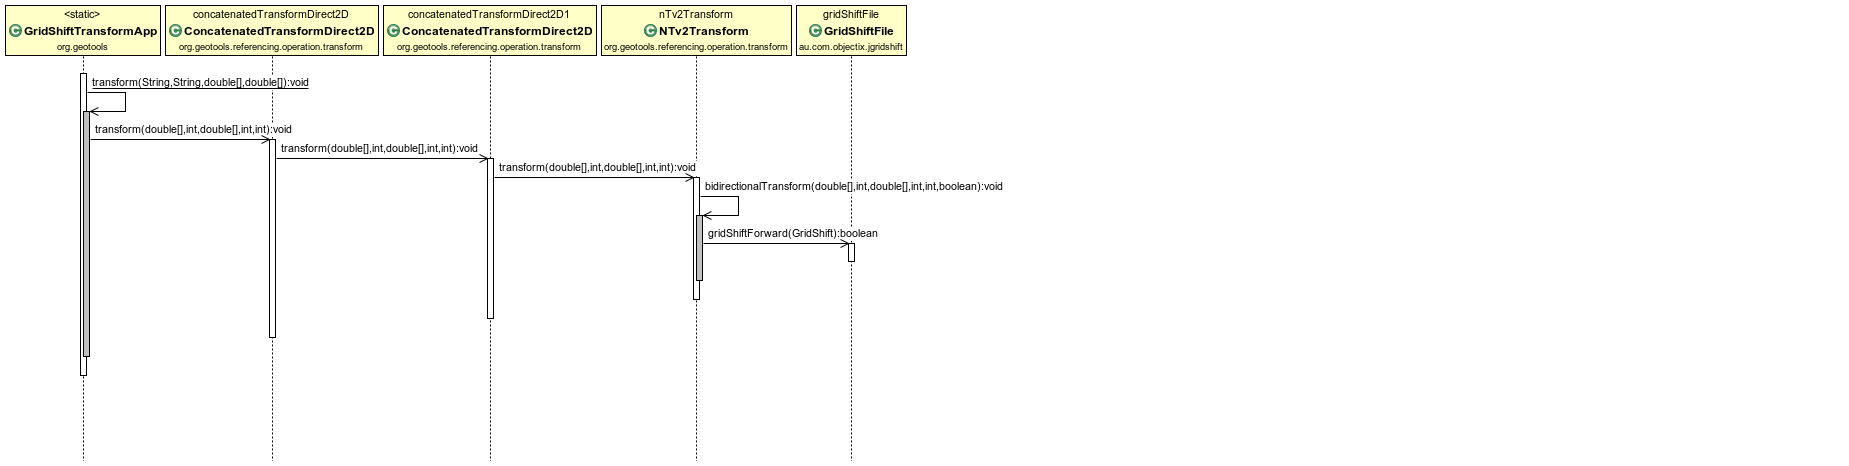 <static>
GridShiftTransformApp
org.geotools
concatenatedTransformDirect2D
ConcatenatedTransformDirect2D
org.geotools.referencing.operation.transform
concatenatedTransformDirect2D1
ConcatenatedTransformDirect2D
org.geotools.referencing.operation.transform
nTv2Transform
NTv2Transform
org.geotools.referencing.operation.transform
gridShiftFile
GridShiftFile
au.com.objectix.jgridshift
transform(String,String,double[],double[]):void
transform(double[],int,double[],int,int):void
transform(double[],int,double[],int,int):void
transform(double[],int,double[],int,int):void
bidirectionalTransform(double[],int,double[],int,int,boolean):void
gridShiftForward(GridShift):boolean